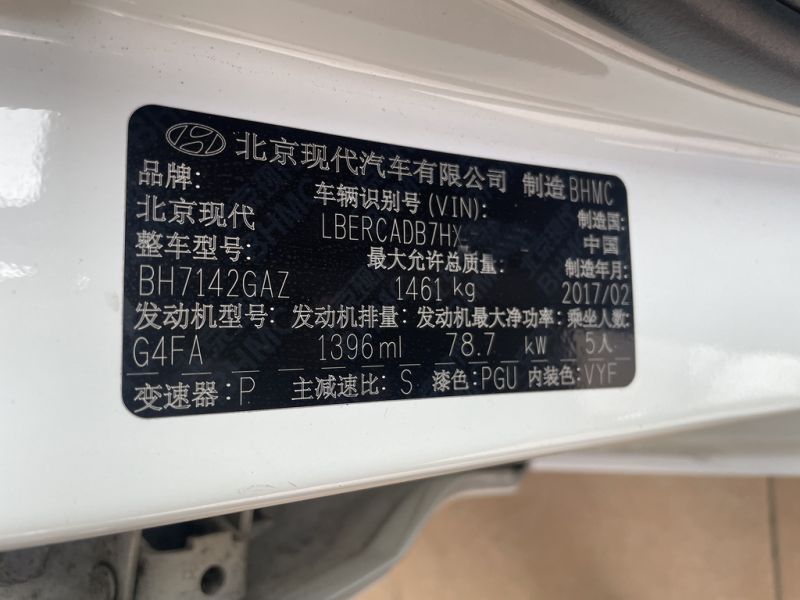 北京现代汽车有限公司 制造 BHMC
品牌: 车辆识别号(VIN): 制造国:
北京现代 LBERCADB7HX 中国
整车型号: 最大允许总质量: 制造年月:
BH7142GAZ 1461 kg 2017/02
发动机型号: 发动机排量: 发动机最大净功率: 乘坐人数:
G4FA 1396ml 78.7 kW 5人
变速器:P 主减速比:S 漆色:PGU 内装色:VYF